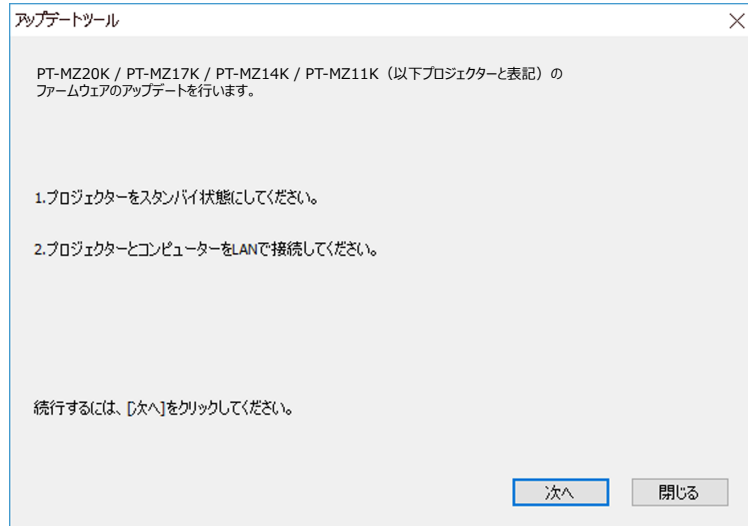 アップデートツール
PT-MZ20K / PT-MZ17K / PT-MZ14K / PT-MZ11K（以下プロジェクターと表記）の
ファームウェアのアップデートを行います。
1.プロジェクターをスタンバイ状態にしてください。
2.プロジェクターとコンピューターをLANで接続してください。
続行するには、[次へ]をクリックしてください。
次へ
閉じる